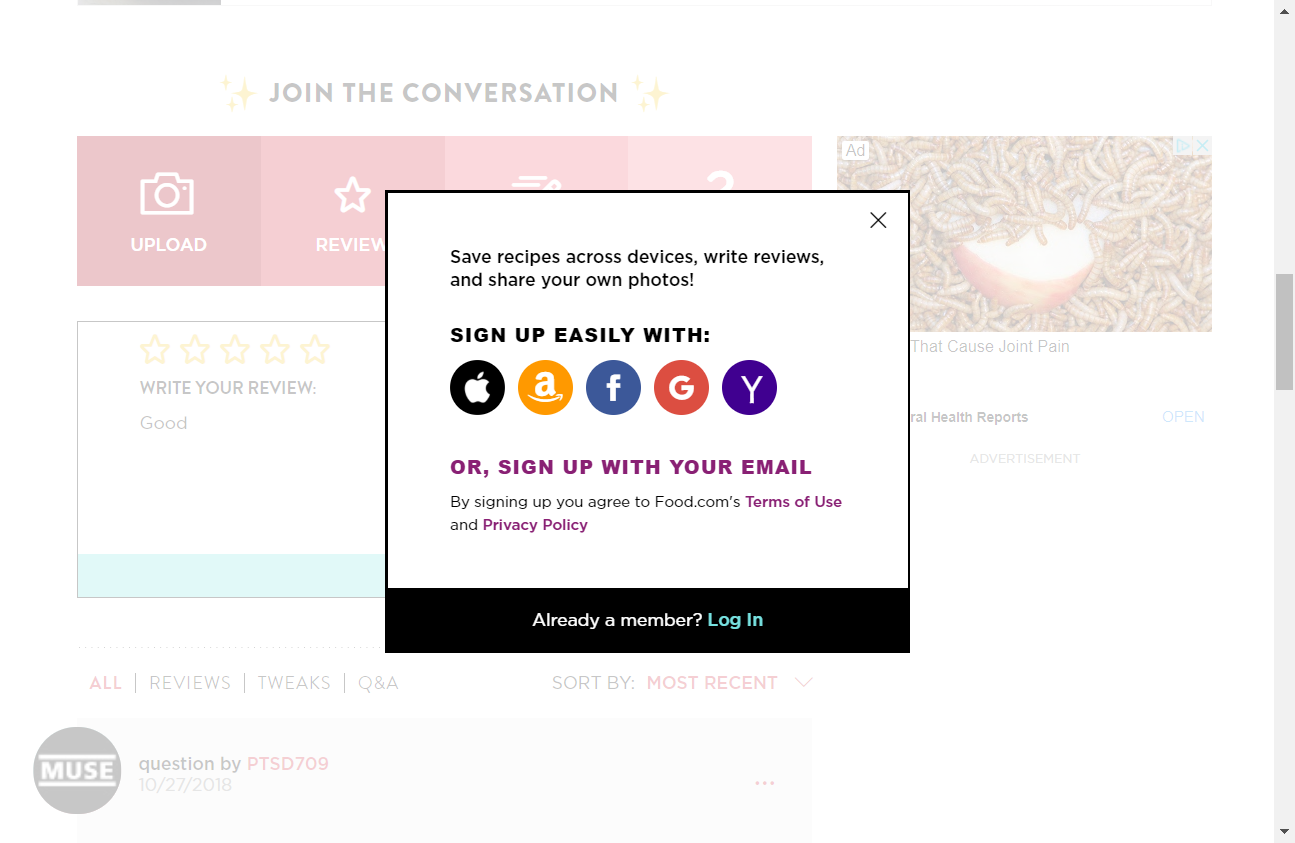 JOIN THE CONVERSATION
UPLOAD
REVIEW
?
Ad
Save recipes across devices, write reviews,
and share your own photos!
SIGN UP EASILY WITH:
a
f
G
Y
OR, SIGN UP WITH YOUR EMAIL
By signing up you agree to Food.com's Terms of Use
and Privacy Policy
Already a member? Log In
WRITE YOUR REVIEW:
Good
That Cause Joint Pain
ral Health Reports
OPEN
ADVERTISEMENT
ALL
REVIEWS
TWEAKS
Q&A
SORT BY: MOST RECENT
MUSE
question by PTSD709
10/27/2018
...